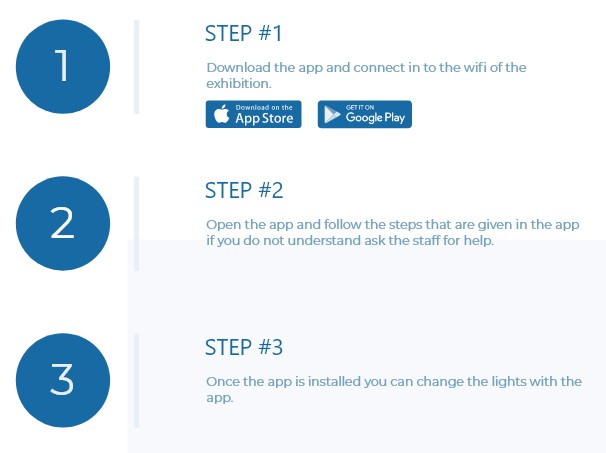 1
STEP #1
Download the app and connect in to the wifi of the
exhibition.
Download on the
App Store
GET IT ON
Google Play
2
STEP #2
Open the app and follow the steps that are given in the app
if you do not understand ask the staff for help.
3
STEP #3
Once the app is installed you can change the lights with the
app.